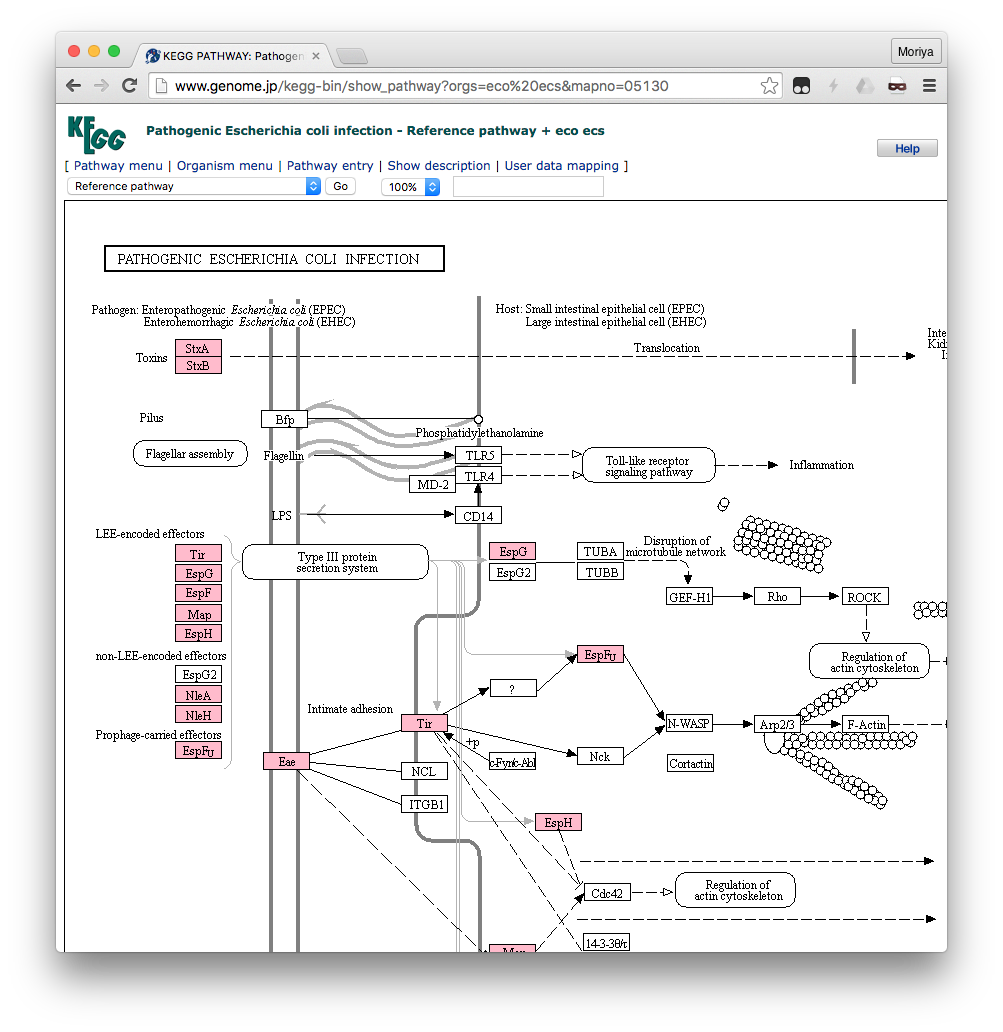 KEGG PATHWAY: Pathogen
Moriya
www.genome.jp/kegg-bin/show_pathway?orgs=eco%20ecs&mapno=05130
KEGG
Pathogenic Escherichia coli infection - Reference pathway + eco ecs
Help
[ Pathway menu | Organism menu | Pathway entry | Show description | User data mapping ]
Reference pathway
Go
100%
PATHOGENIC ESCHERICHIA COLI INFECTION
Pathogen: Enteropathogenic Escherichia coli (EPEC)
Enterohemorrhagic Escherichia coli (EHEC)
Host: Small intestinal epithelial cell (EPEC)
Large intestinal epithelial cell (EHEC)
Toxins
StxA
StxB
Translocation
Inte
Kid
Pilus
Bfp
Phosphatidylethanolamine
Flagellar assembly
Flagellin
TLR5
TLR4
MD-2
Toll-like receptor
signaling pathway
Inflammation
LPS
CD14
LEE-encoded effectors
Tir
EspG
EspF
Map
EspH
Type III protein
secretion system
EspG
EspG2
TUBA
TUBB
Disruption of
microtubile network
GEF-H1
Rho
ROCK
Regulation of
actin cytoskeleton
non-LEE-encoded effectors
EspG2
NleA
NleH
Prophage-carried effectors
EspFU
Intimate adhesion
Eae
Tir
?
EspFU
+p
c-Fyn/c-Abl
Nck
NCL
ITGB1
N-WASP
Cortactin
Arp2/3
F-Actin
EspH
Cdc42
Regulation of
actin cytoskeleton
14-3-3θ/τ
Map